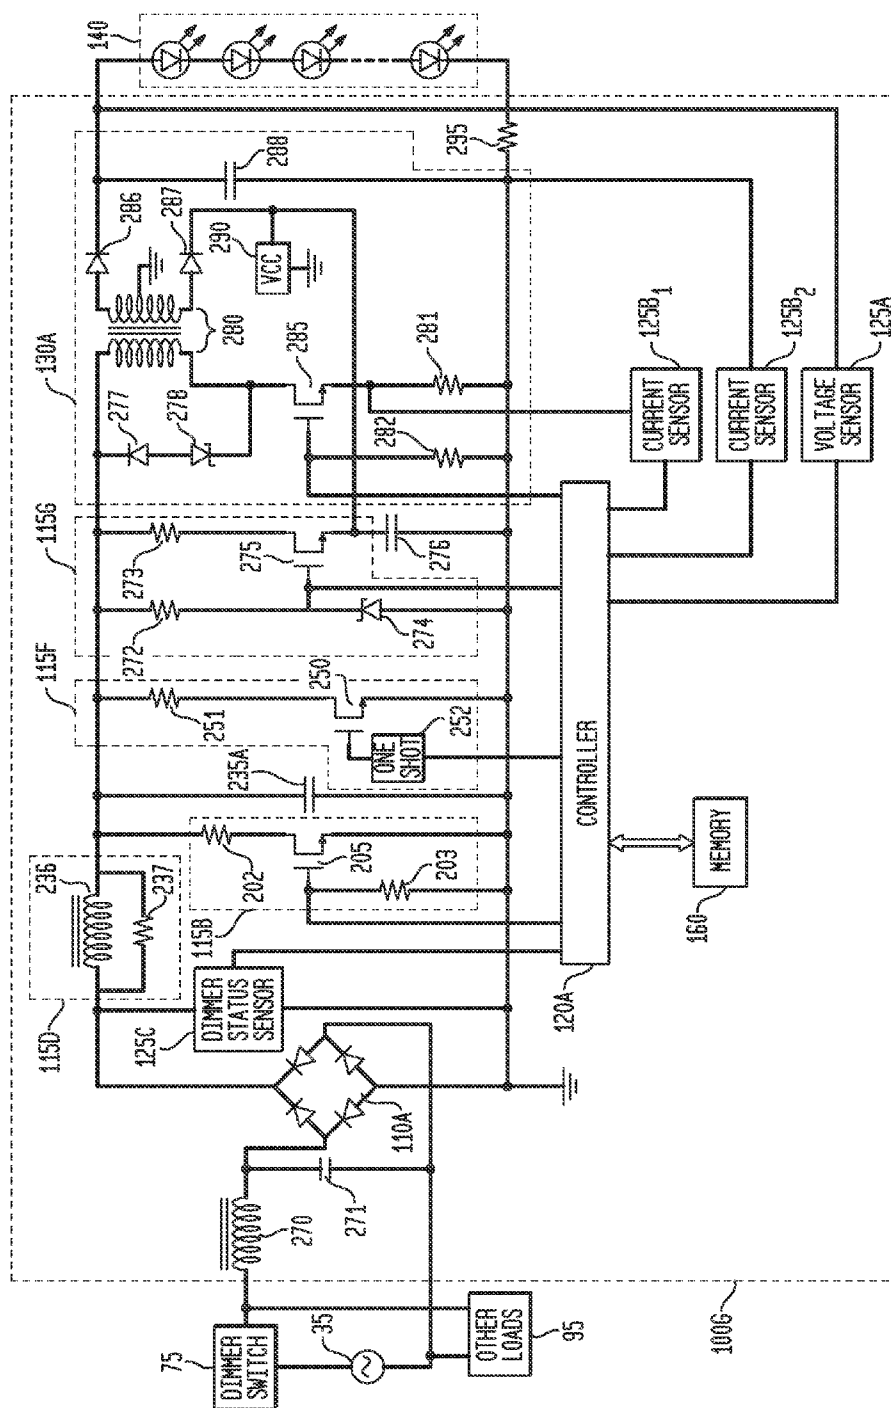 140
130A
286
287
288
290
VCC
280
285
277
278
281
282
295
115G
273
275
276
272
274
115F
250
251
252
ONE
SHOT
235A
202
205
203
115B
236
237
115D
DIMMER
STATUS
SENSOR
125C
110A
270
271
CURRENT
SENSOR
125B1
CURRENT
SENSOR
125B2
VOLTAGE
SENSOR
125A
CONTROLLER
120A
MEMORY
160
75
DIMMER
SWITCH
35
OTHER
LOADS
95
100G